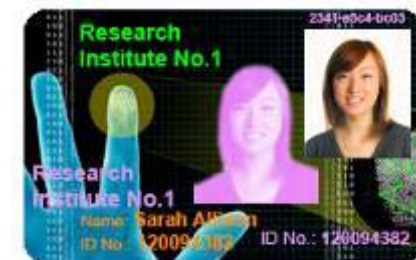 2341-e3c4-bc03
Research
Institute No.1
Research
Institute No.1
Name: Sarah Allison
ID No.: 120094382
ID No.: 120094382